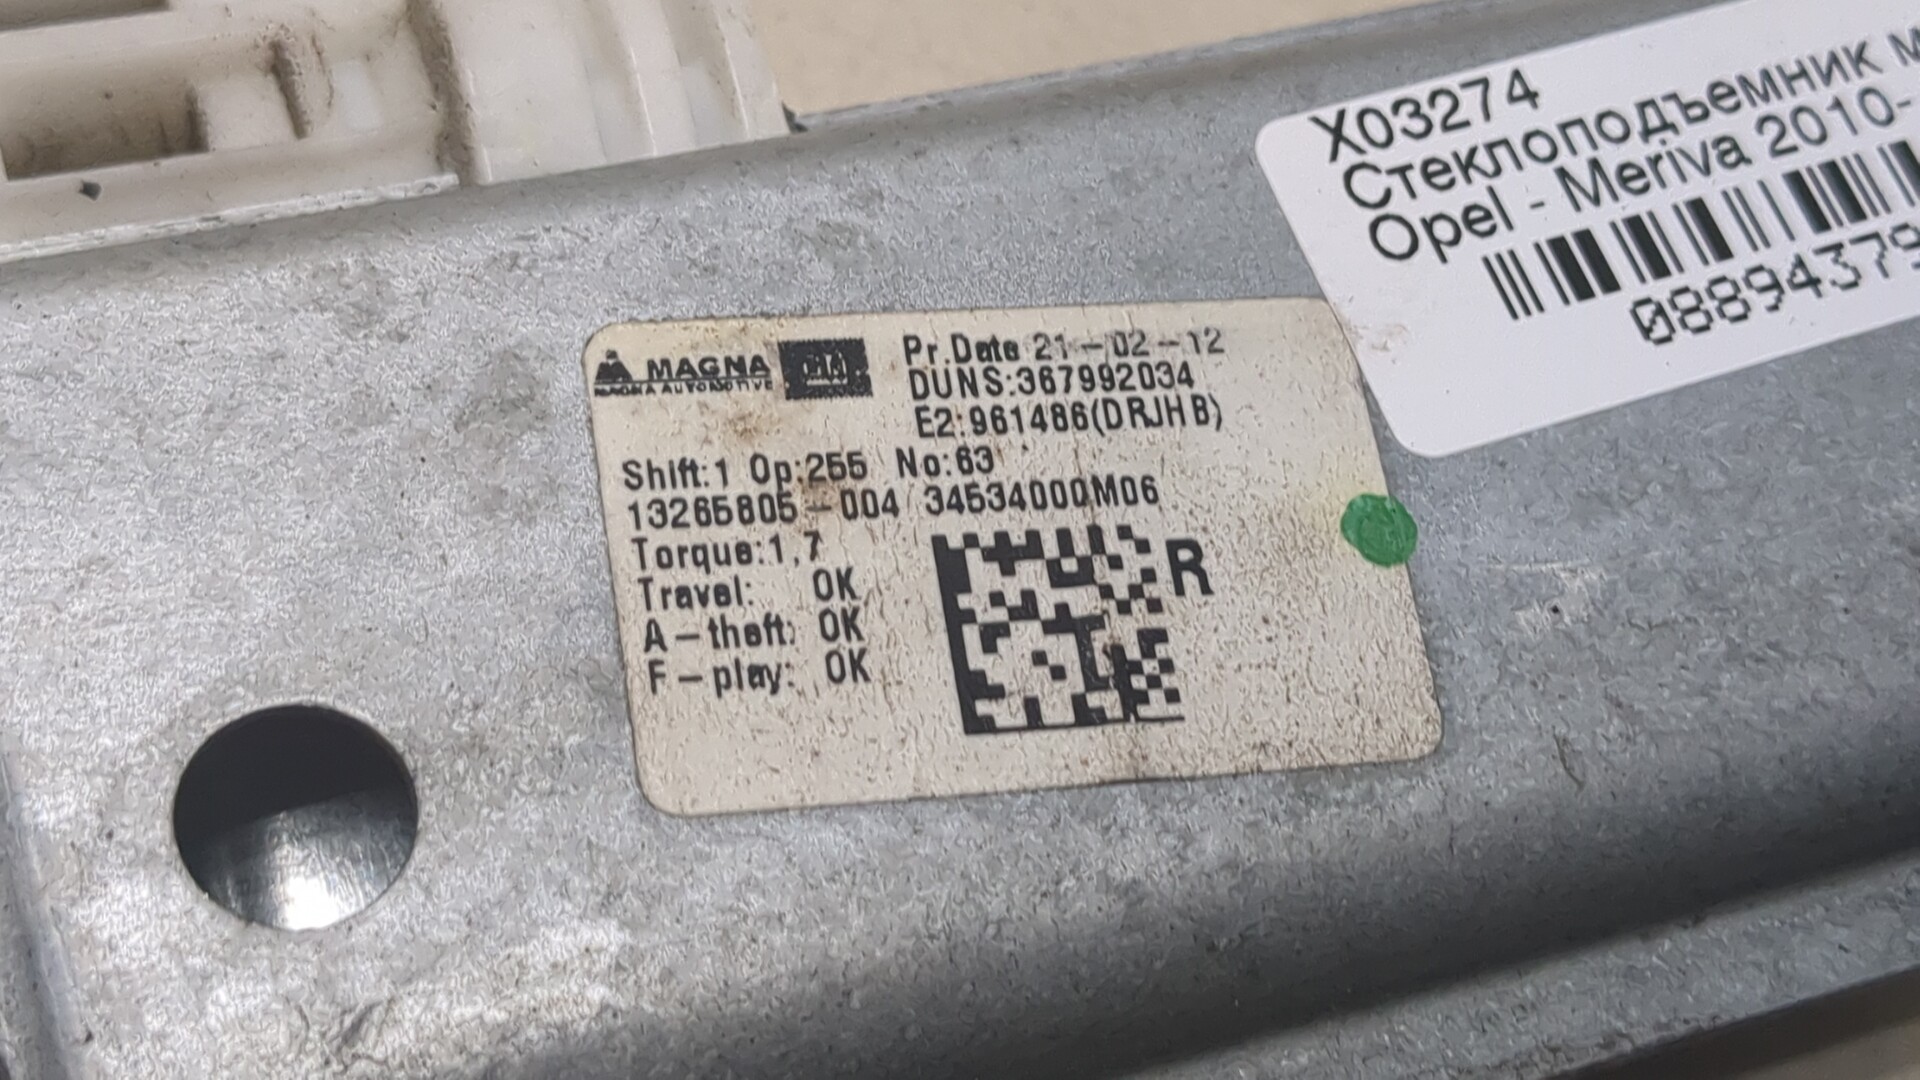 X03274
Стеклоподъемник
Opel - Meriva 2010-
08894379
MAGNA
MAGNA AUTOMOTIVE
GM
Pr.Date 21-02-12
DUNS:367992034
E2:961486(DRJHB)
Shift:1 Op:255 No:63
13265805-004 34534000M06
Torque:1,7
Travel: OK
A-theft: OK
F-play: OK
R